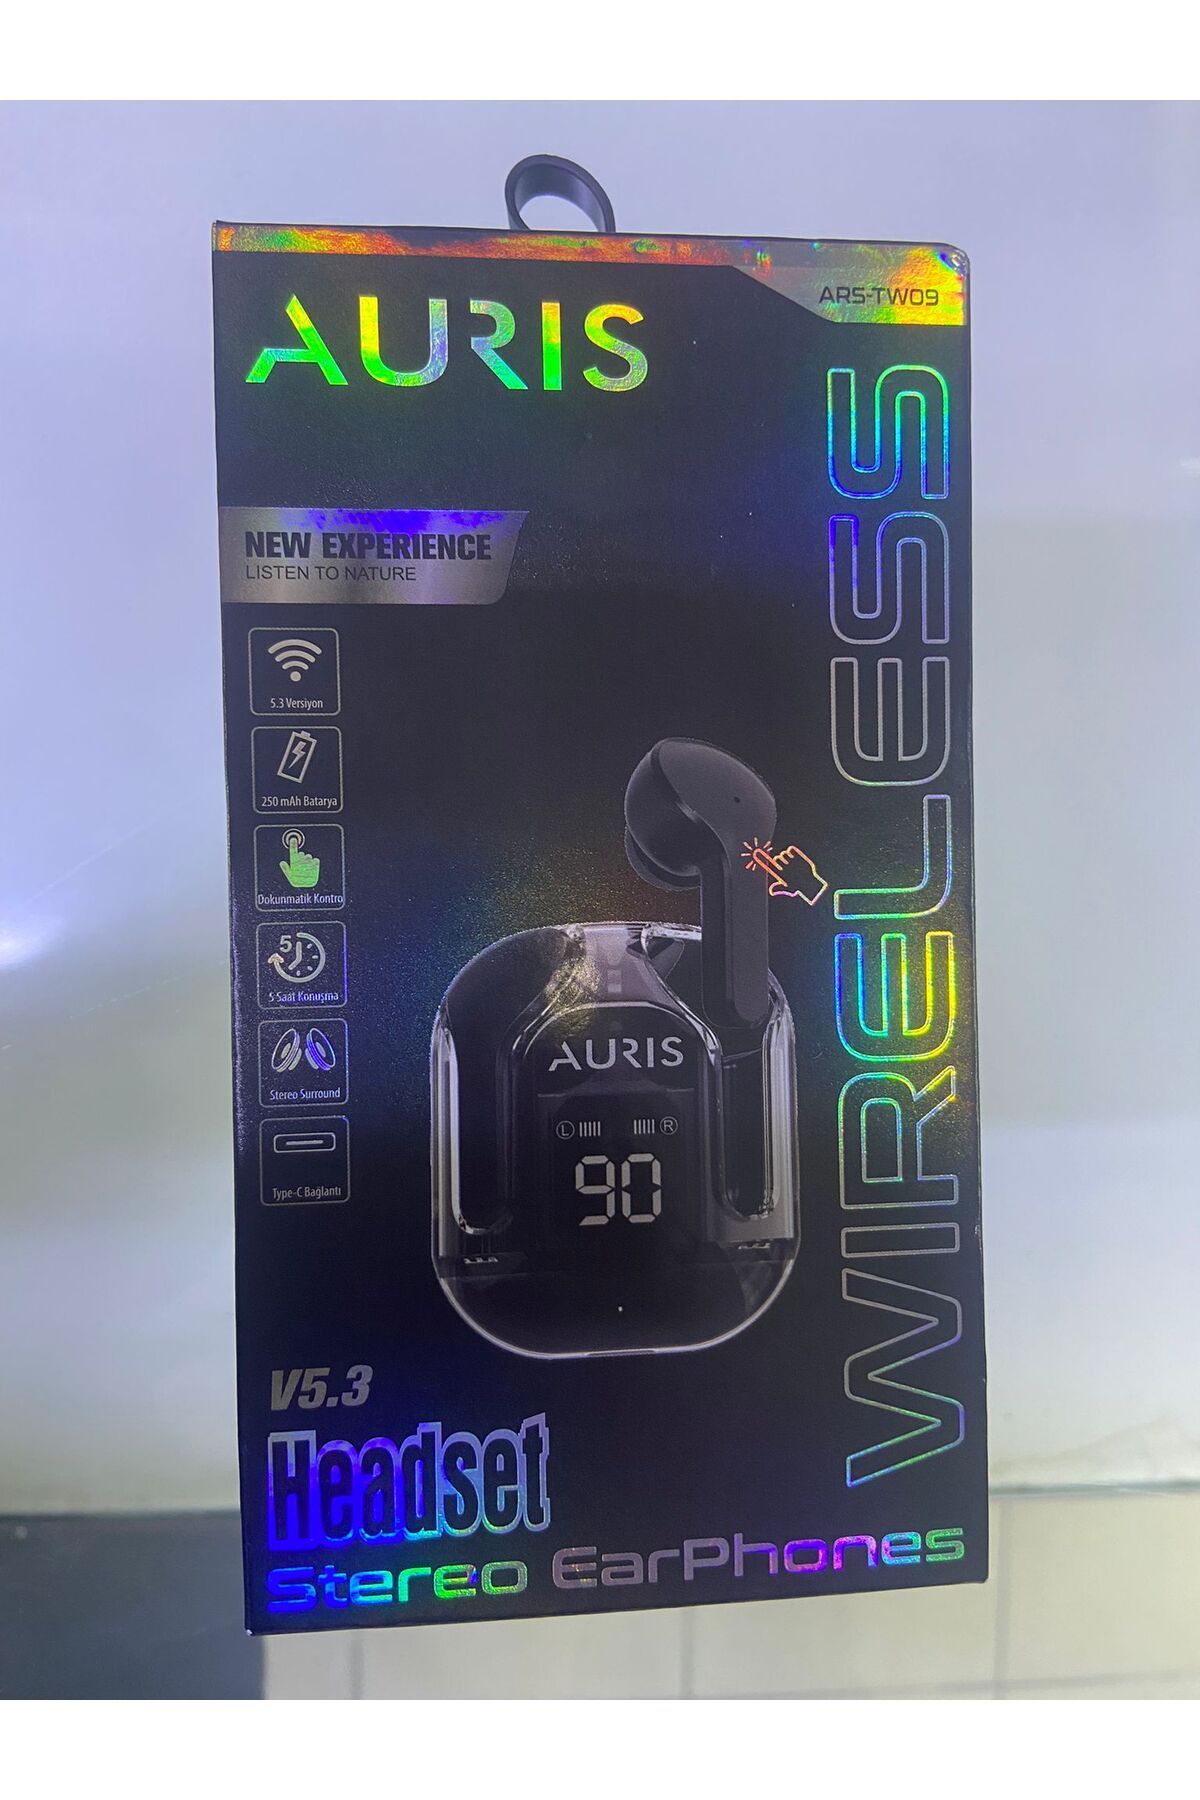 ARS-TW09
AURIS
NEW EXPERIENCE
LISTEN TO NATURE
5.3 Versiyon
250 mAh Batarya
Dokunmatik Kontro
5
5 Saat Konuşma
Stereo Surround
Type-C Bağlantı
AURIS
L R
90
WIRELESS
V5.3
Headset
Stereo EarPhones